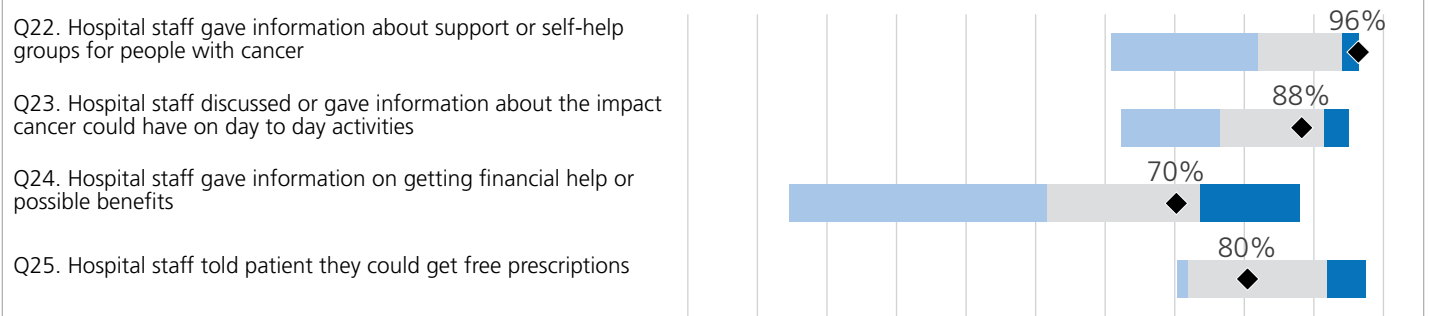 96%
Q22. Hospital staff gave information about support or self-help
groups for people with cancer
88%
Q23. Hospital staff discussed or gave information about the impact
cancer could have on day to day activities
70%
Q24. Hospital staff gave information on getting financial help or
possible benefits
80%
Q25. Hospital staff told patient they could get free prescriptions